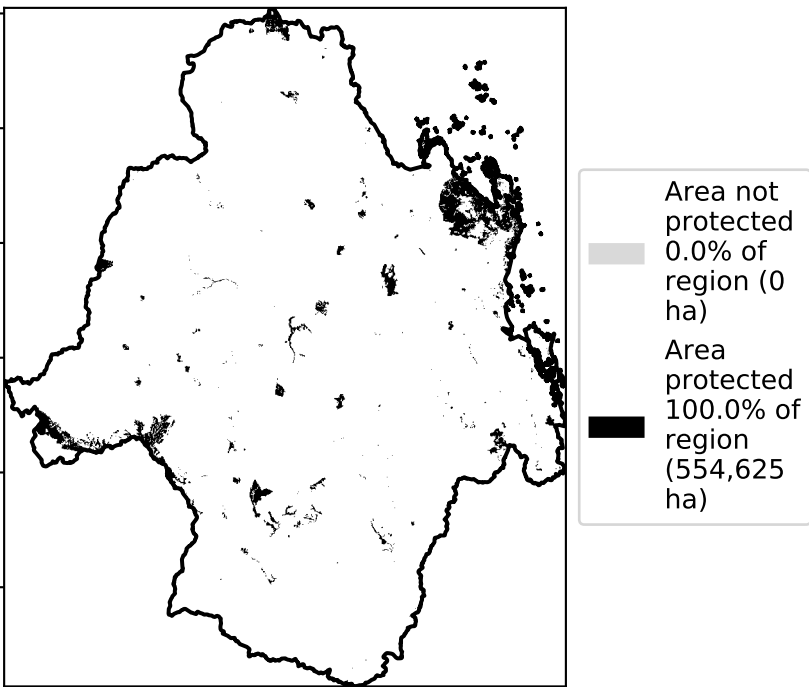 Area not
protected
0.0% of
region (0
ha)
Area
protected
100.0% of
region
(554,625
ha)